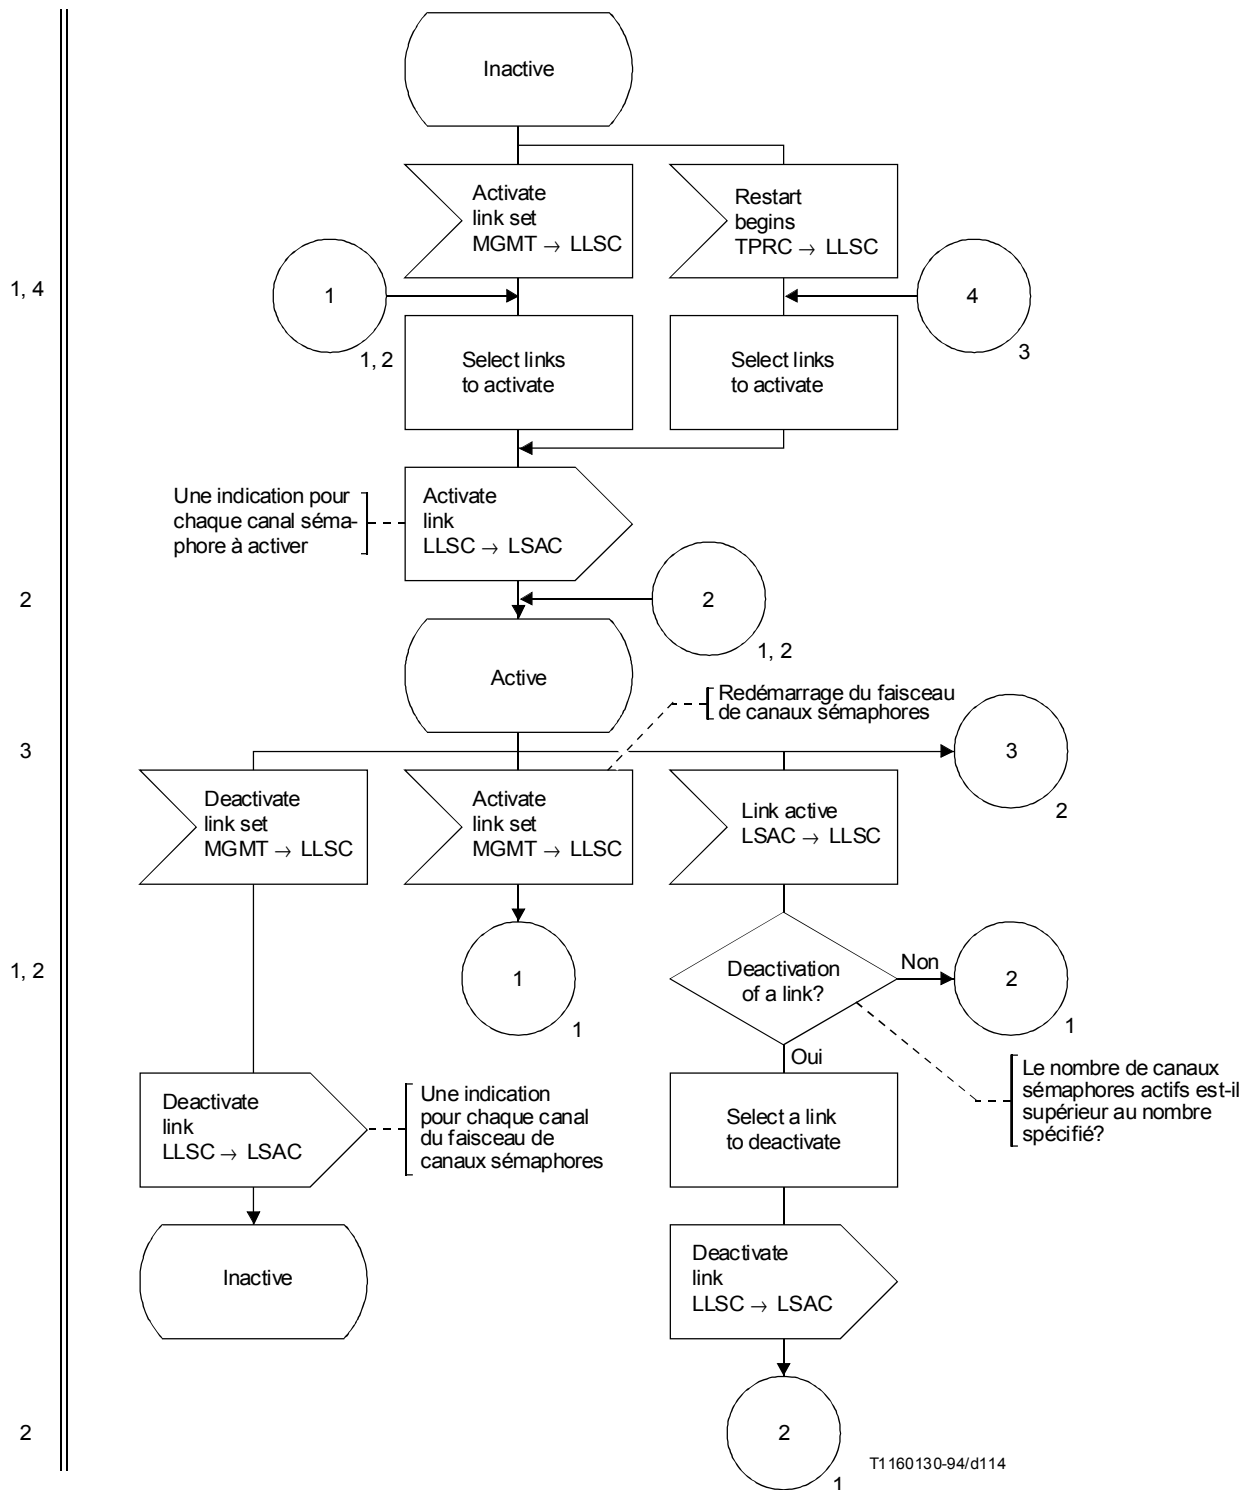 Inactive
Activate
link set
MGMT → LLSC
Restart
begins
TPRC → LLSC
1, 4
1
1, 2
4
3
Select links
to activate
Select links
to activate
Une indication pour
chaque canal séma-
phore à activer
Activate
link
LLSC → LSAC
2
2
1, 2
Active
Redémarrage du faisceau
de canaux sémaphores
3
3
2
Deactivate
link set
MGMT → LLSC
Activate
link set
MGMT → LLSC
Link active
LSAC → LLSC
1, 2
1
1
Deactivation
of a link?
Non
2
1
Oui
Le nombre de canaux
sémaphores actifs est-il
supérieur au nombre
spécifié?
Deactivate
link
LLSC → LSAC
Une indication
pour chaque canal
du faisceau de
canaux sémaphores
Select a link
to deactivate
Inactive
Deactivate
link
LLSC → LSAC
2
2
1
T1160130-94/d114